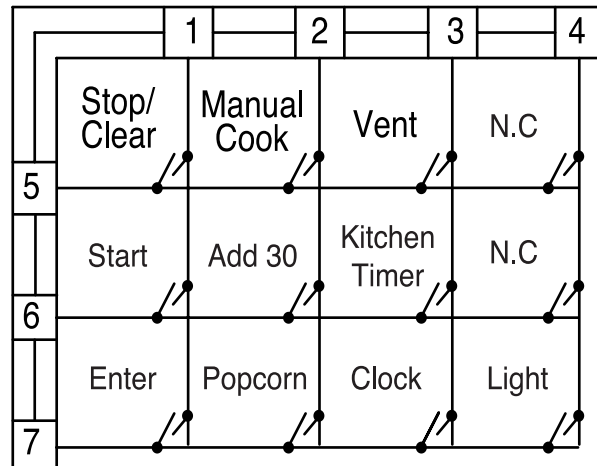 1 2 3 4
Stop/
Clear
Manual
Cook
Vent
N.C
5
Start
Add 30
Kitchen
Timer
N.C
6
Enter
Popcorn
Clock
Light
7